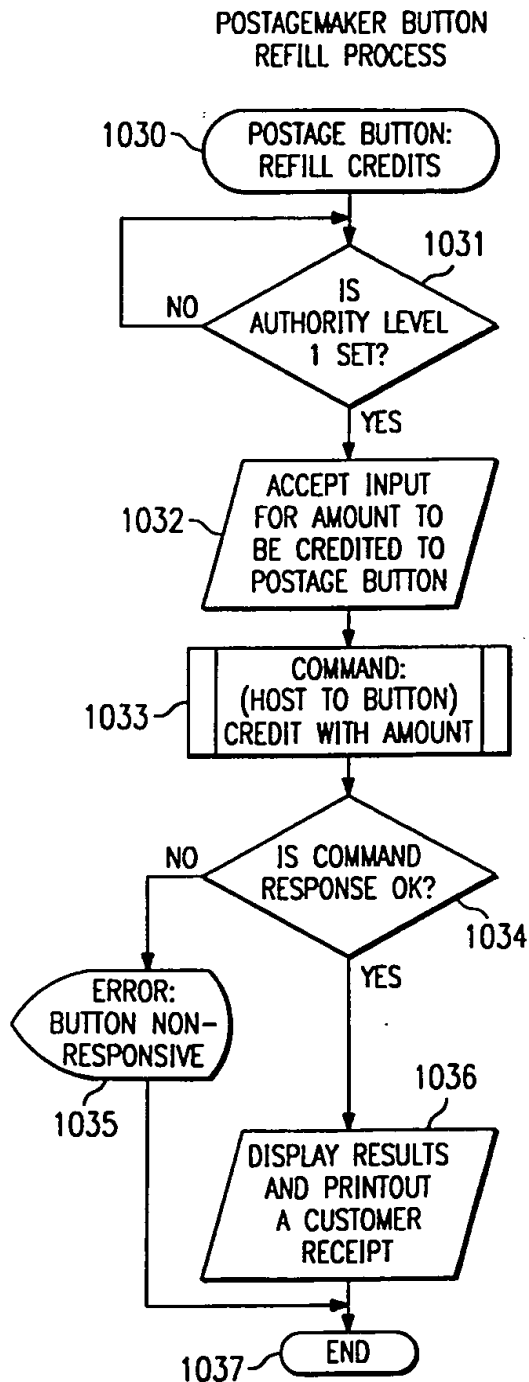 POSTAGEMAKER BUTTON
REFILL PROCESS
1030
POSTAGE BUTTON:
REFILL CREDITS
1031
IS
AUTHORITY LEVEL
1 SET?
NO
YES
1032
ACCEPT INPUT
FOR AMOUNT TO
BE CREDITED TO
POSTAGE BUTTON
1033
COMMAND:
(HOST TO BUTTON)
CREDIT WITH AMOUNT
NO
IS COMMAND
RESPONSE OK?
1034
YES
ERROR:
BUTTON NON-
RESPONSIVE
1035
1036
DISPLAY RESULTS
AND PRINTOUT
A CUSTOMER
RECEIPT
END
1037